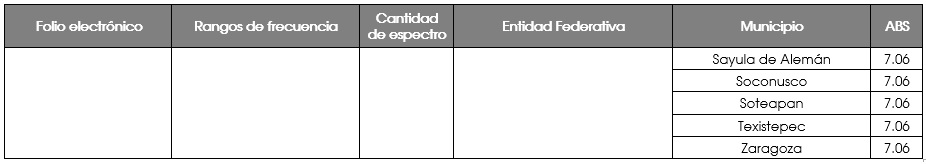 Folio electrónico Rangos de frecuencia Cantidad de espectro Entidad Federativa Municipio ABS
Sayula de Alemán 7.06
Soconusco 7.06
Soteapan 7.06
Texistepec 7.06
Zaragoza 7.06